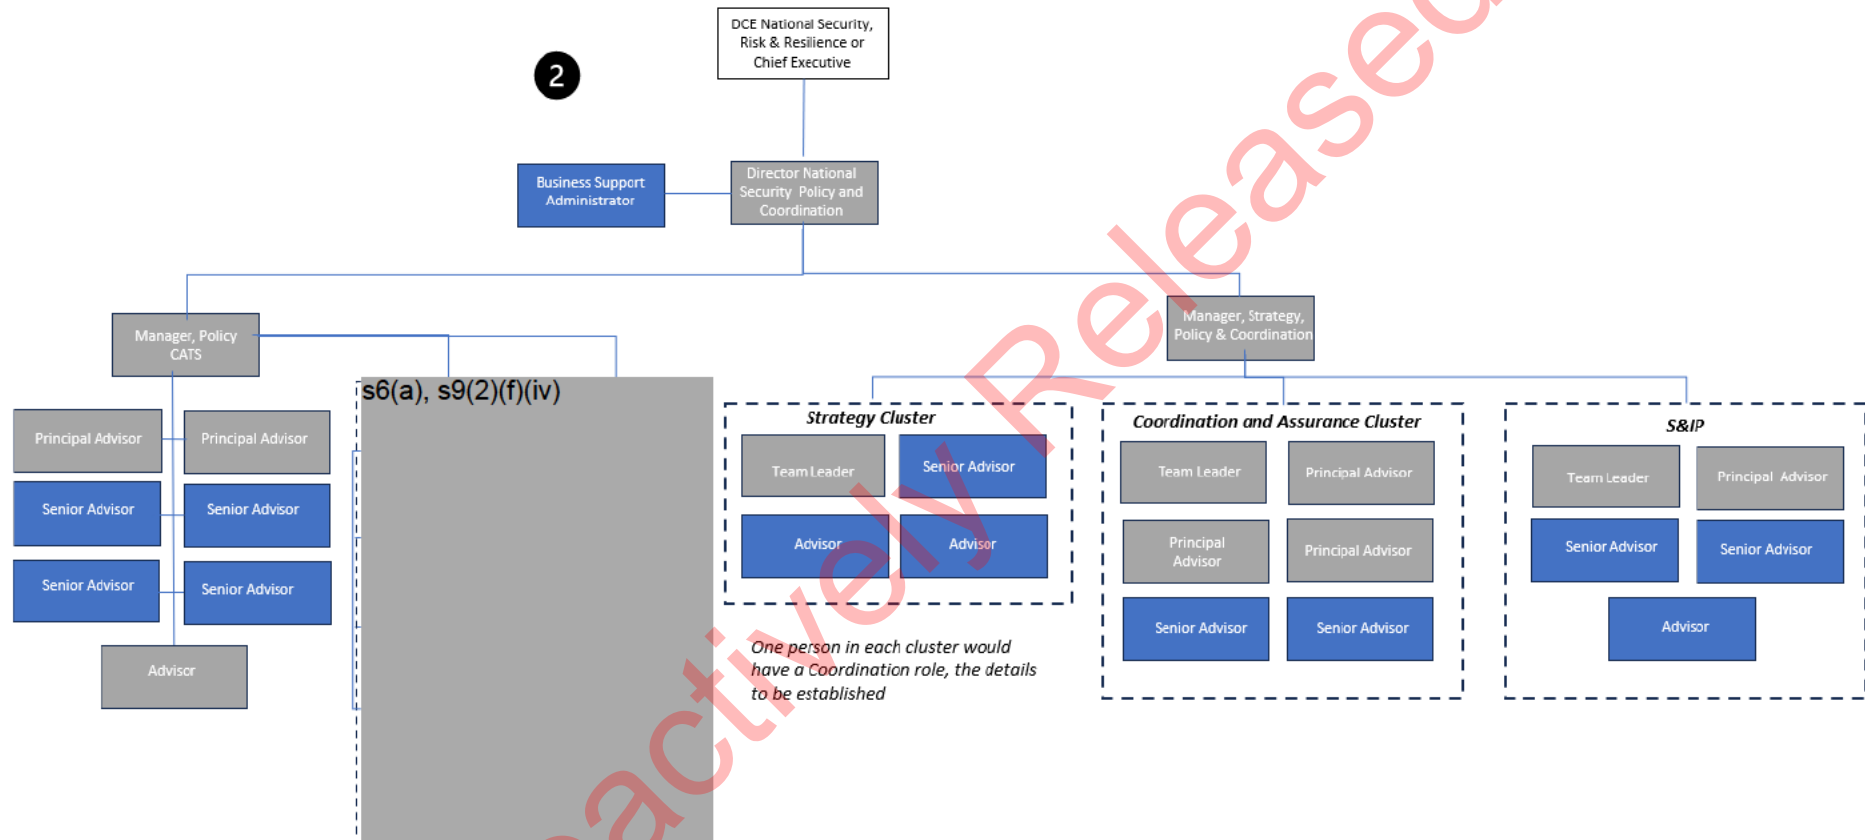 DCE National Security,
Risk & Resilience or
Chief Executive
2
Business Support
Administrator
Director National
Security Policy and
Coordination
Manager, Policy
CATS
Manager, Strategy,
Policy & Coordination
Principal Advisor
Principal Advisor
Senior Advisor
Senior Advisor
Senior Advisor
Senior Advisor
Advisor
s6(a), s9(2)(f)(iv)
Strategy Cluster
Team Leader
Senior Advisor
Advisor
Advisor
One person in each cluster would
have a Coordination role, the details
to be established
Coordination and Assurance Cluster
Team Leader
Principal Advisor
Principal
Advisor
Principal Advisor
Senior Advisor
Senior Advisor
S&IP
Team Leader
Principal Advisor
Senior Advisor
Senior Advisor
Advisor
actively Released